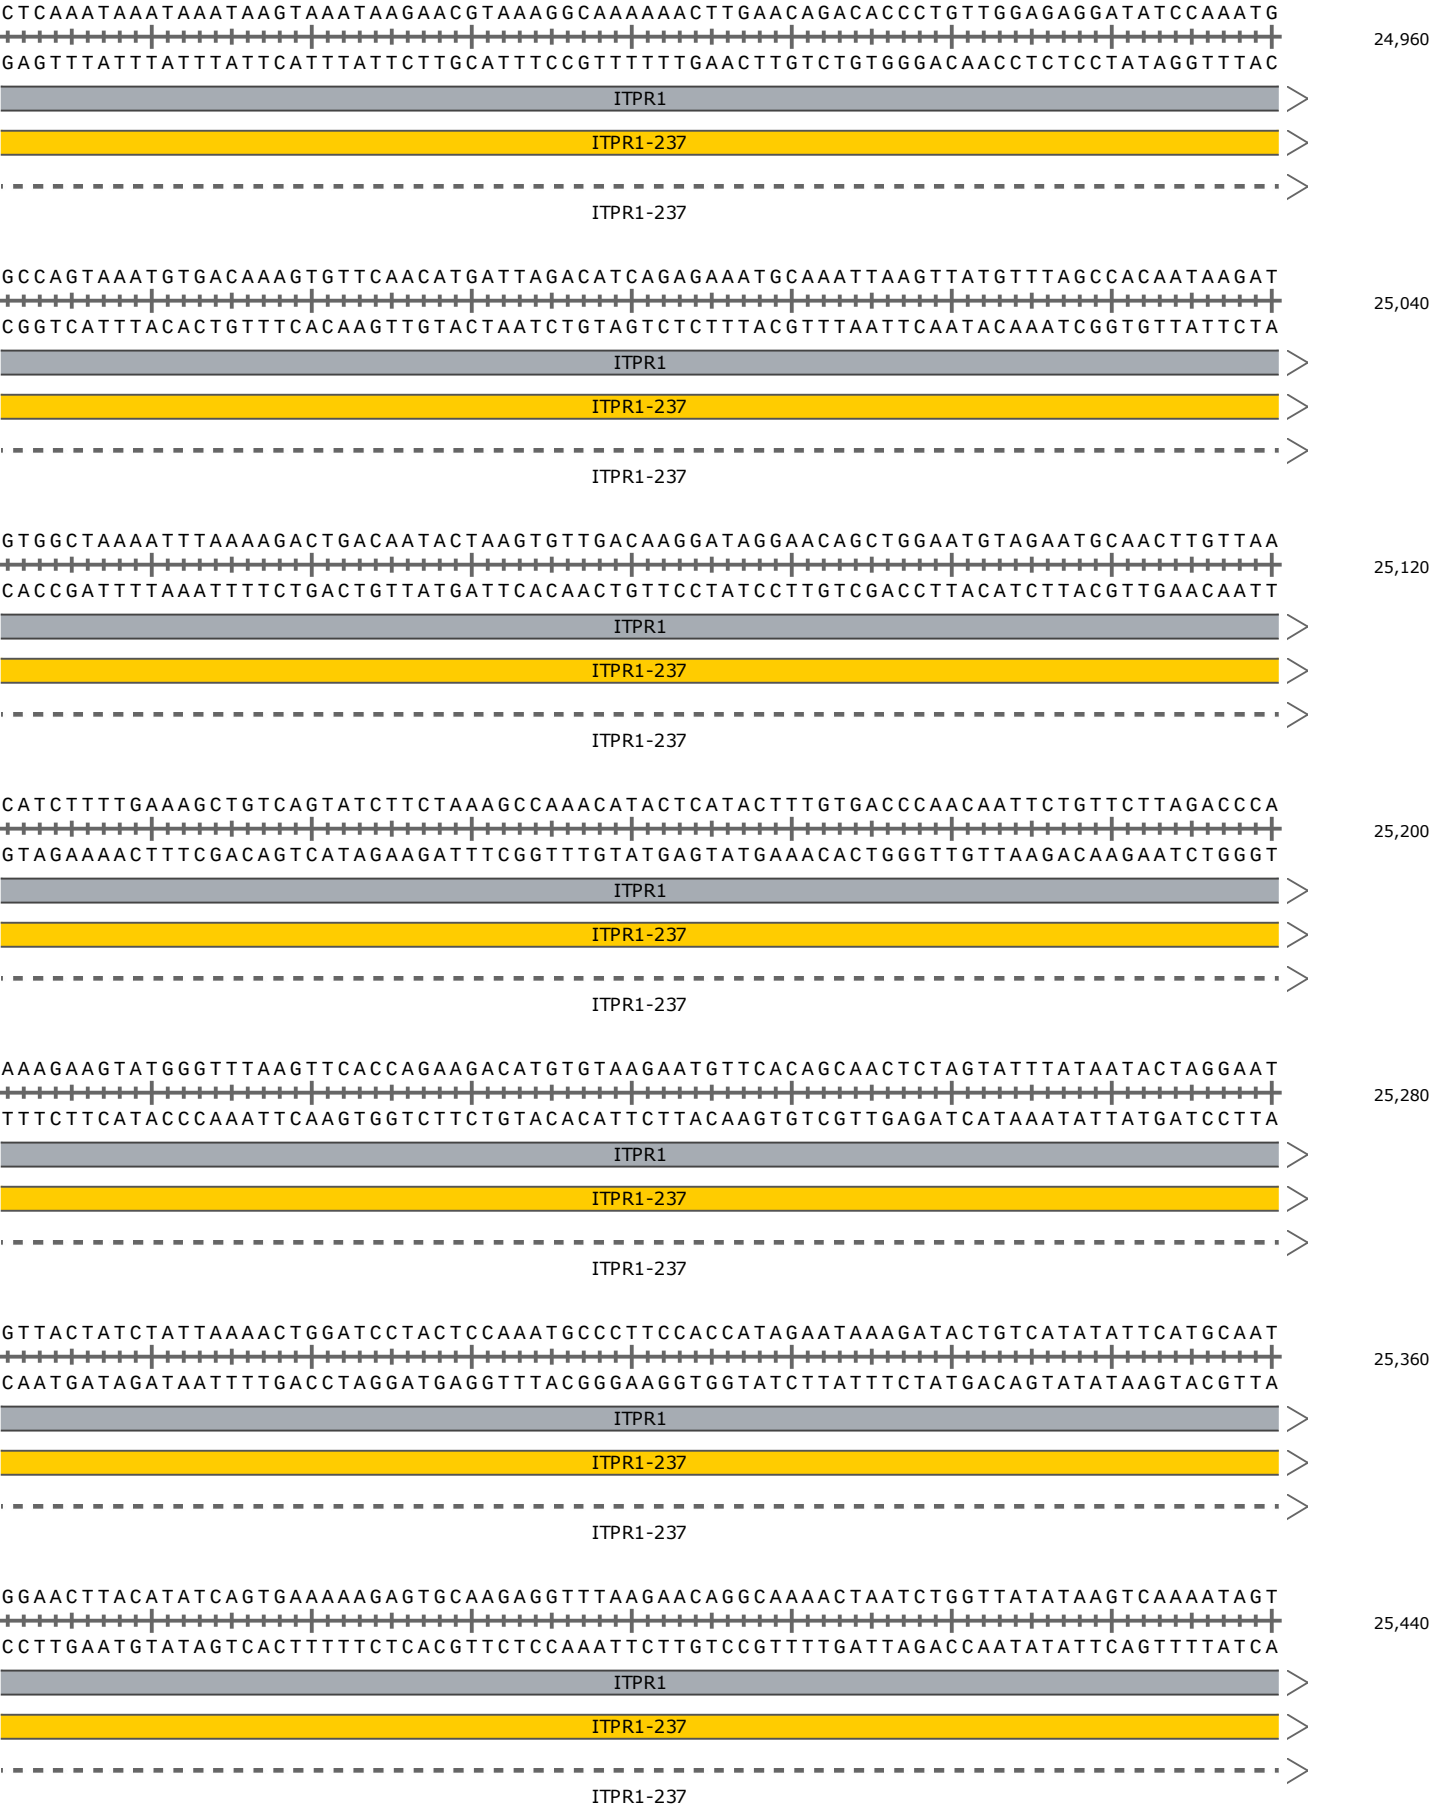 CTCAAATAAATAAATAAGTAAATAAGAACGTAAAGGCAAAAAACTTGAACAGACACCCTGTTGGAGAGGATATCCAAATG
24,960
GAGTTTATTTATTTATTCATTTATTCTTGCATTTCCGTTTTTTGAACTTGTCTGTGGGACAACCTCTCCTATAGGTTTAC
ITPR1
ITPR1-237
ITPR1-237
GCCAGTAAATGTGACAAAGTGTTCAACATGATTAGACATCAGAGAAATGCAAATTAAGTTATGTTTAGCCACAATAAGAT
25,040
CGGTCATTTACACTGTTTCACAAGTTGTACTAATCTGTAGTCTCTTTACGTTTAATTCAATACAAATCGGTGTTATTCTA
ITPR1
ITPR1-237
ITPR1-237
GTGGCTAAAATTTAAAAGACTGACAATACTAAGTGTTGACAAGGATAGGAACAGCTGGAATGTAGAATGCAACTTGTTAA
25,120
CACCGATTTTAAATTTTCTGACTGTTATGATTCACAACTGTTCCTATCCTTGTCGACCTTACATCTTACGTTGAACAATT
ITPR1
ITPR1-237
ITPR1-237
CATCTTTTGAAAGCTGTCAGTATCTTCTAAAGCCAAACATACTCATACTTTGTGACCCAACAATTCTGTTCTTAGACCCA
25,200
GTAGAAAACTTTCGACAGTCATAGAAGATTTCGGTTTGTATGAGTATGAAACACTGGGTTGTTAAGACAAGAATCTGGGT
ITPR1
ITPR1-237
ITPR1-237
AAAGAAGTATGGGTTTAAGTTCACCAGAAGACATGTGTAAGAATGTTCACAGCAACTCTAGTATTTATAATACTAGGAAT
25,280
TTTCTTCATACCCAAATTCAAGTGGTCTTCTGTACACATTCTTACAAGTGTCGTTGAGATCATAAATATTATGATCCTTA
ITPR1
ITPR1-237
ITPR1-237
GTTACTATCTATTAAAACTGGATCCTACTCCAAATGCCCTTCCACCATAGAATAAAGATACTGTCATATATTCATGCAAT
25,360
CAATGATAGATAATTTTGACCTAGGATGAGGTTTACGGGAAGGTGGTATCTTATTTCTATGACAGTATATAAGTACGTTA
ITPR1
ITPR1-237
ITPR1-237
GGAACTTACATATCAGTGAAAAAGAGTGCAAGAGGTTTAAGAACAGGCAAAACTAATCTGGTTATATAAGTCAAAATAGT
25,440
CCTTGAATGTATAGTCACTTTTTCTCACGTTCTCCAAATTCTTGTCCGTTTTGATTAGACCAATATATTCAGTTTTATCA
ITPR1
ITPR1-237
ITPR1-237